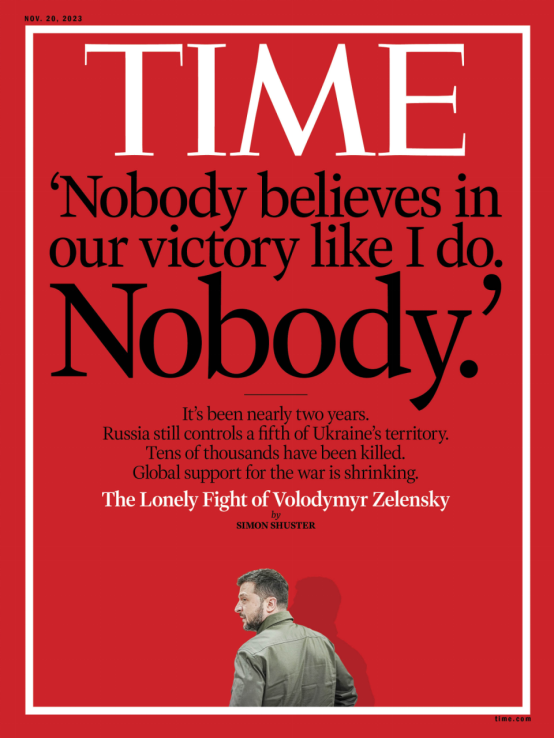 NOV. 20, 2023
TIME
‘Nobody believes in
our victory like I do.
Nobody.’
It’s been nearly two years.
Russia still controls a fifth of Ukraine’s territory.
Tens of thousands have been killed.
Global support for the war is shrinking.
The Lonely Fight of Volodymyr Zelensky
by
SIMON SHUSTER
time.com